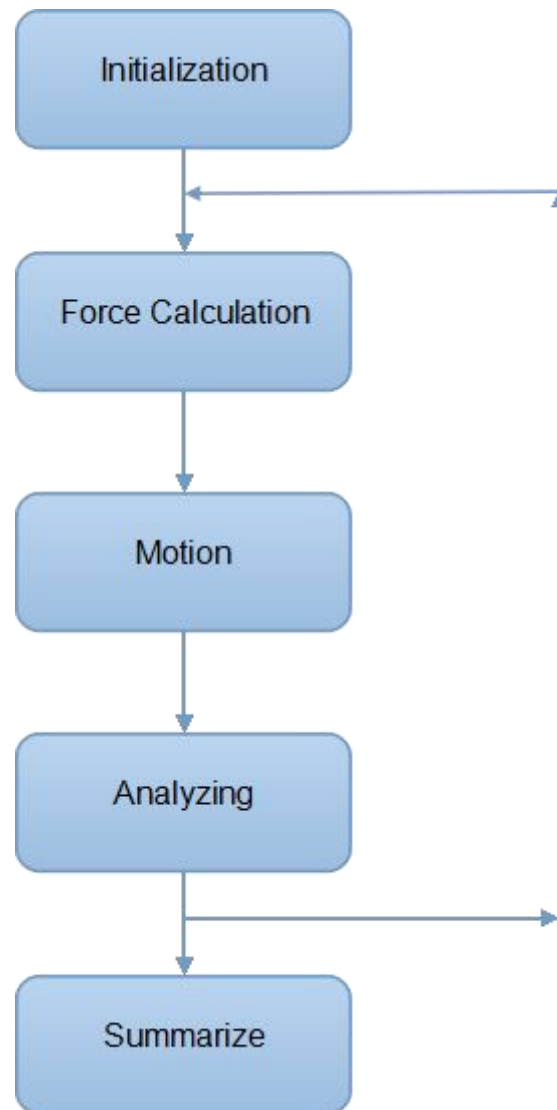 Initialization
Force Calculation
Motion
Analyzing
Summarize